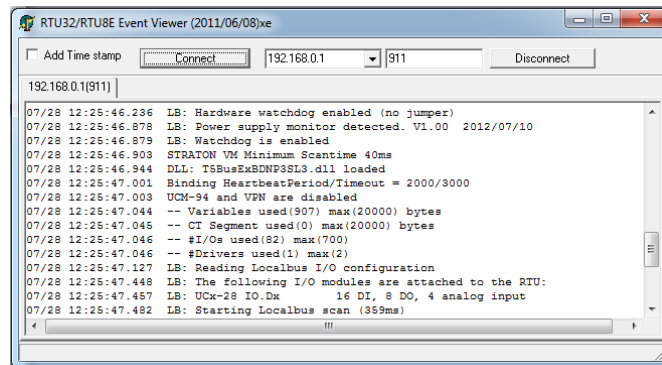 RTU32/RTU8E Event Viewer (2011/06/08)xe
Add Time stamp Connect 192.168.0.1 911 Disconnect
192.168.0.1(911)
07/28 12:25:46.236 LB: Hardware watchdog enabled (no jumper)
07/28 12:25:46.878 LB: Power supply monitor detected. V1.00 2012/07/10
07/28 12:25:46.879 LB: Watchdog is enabled
07/28 12:25:46.903 STRATON VM Minimum Scantime 40ms
07/28 12:25:46.944 DLL: T5BusExBDNP3SL3.dll loaded
07/28 12:25:47.001 Binding HeartbeatPeriod/Timeout = 2000/3000
07/28 12:25:47.003 UCM-94 and VPN are disabled
07/28 12:25:47.044 -- Variables used(907) max(20000) bytes
07/28 12:25:47.045 -- CT Segment used(0) max(20000) bytes
07/28 12:25:47.046 -- #I/Os used(82) max(700)
07/28 12:25:47.046 -- #Drivers used(1) max(2)
07/28 12:25:47.127 LB: Reading Localbus I/O configuration
07/28 12:25:47.448 LB: The following I/O modules are attached to the RTU:
07/28 12:25:47.457 LB: UCx-28 IO.Dx 16 DI, 8 DO, 4 analog input
07/28 12:25:47.482 LB: Starting Localbus scan (359ms)